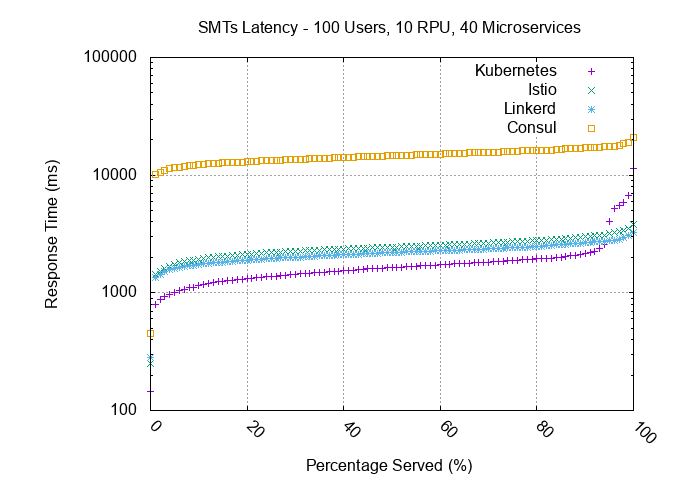 SMTs Latency - 100 Users, 10 RPU, 40 Microservices
100000
10000
1000
100
Response Time (ms)
Kubernetes
Istio
Linkerd
Consul
0
20
40
60
80
100
Percentage Served (%)